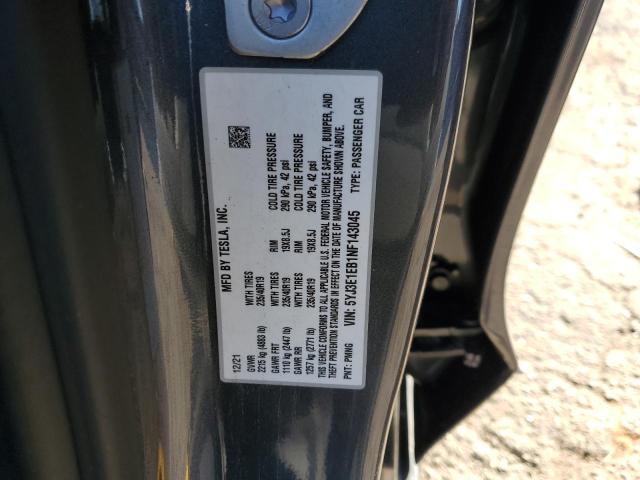 MFD BY TESLA, INC.
12/21
GVWR WITH TIRES RIM COLD TIRE PRESSURE
2215 kg (4883 lb) 235/40R19 19X8.5J 290 kPa, 42 psi
GAWR FRT WITH TIRES RIM COLD TIRE PRESSURE
1110 kg (2447 lb) 235/40R19 19X8.5J 290 kPa, 42 psi
GAWR RR
1257 kg (2771 lb)
THIS VEHICLE CONFORMS TO ALL APPLICABLE U.S. FEDERAL MOTOR VEHICLE SAFETY, BUMPER, AND
THEFT PREVENTION STANDARDS IN EFFECT ON THE DATE OF MANUFACTURE SHOWN ABOVE.
VIN: 5YJ3E1EB1NF143045
PNT: PMNG TYPE: PASSENGER CAR